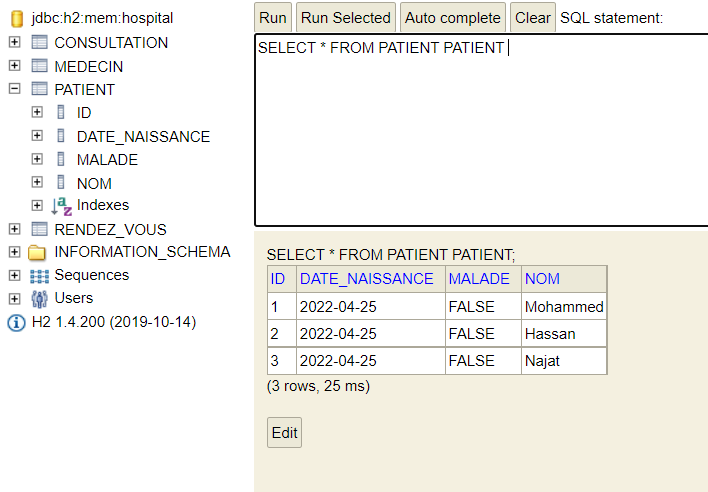 jdbc:h2:mem:hospital
CONSULTATION
MEDECIN
PATIENT
ID
DATE_NAISSANCE
MALADE
NOM
Indexes
RENDEZ_VOUS
INFORMATION_SCHEMA
Sequences
Users
H2 1.4.200 (2019-10-14)
Run Run Selected Auto complete Clear SQL statement:
SELECT * FROM PATIENT PATIENT
SELECT * FROM PATIENT PATIENT;
ID DATE_NAISSANCE MALADE NOM
1 2022-04-25 FALSE Mohammed
2 2022-04-25 FALSE Hassan
3 2022-04-25 FALSE Najat
(3 rows, 25 ms)
Edit